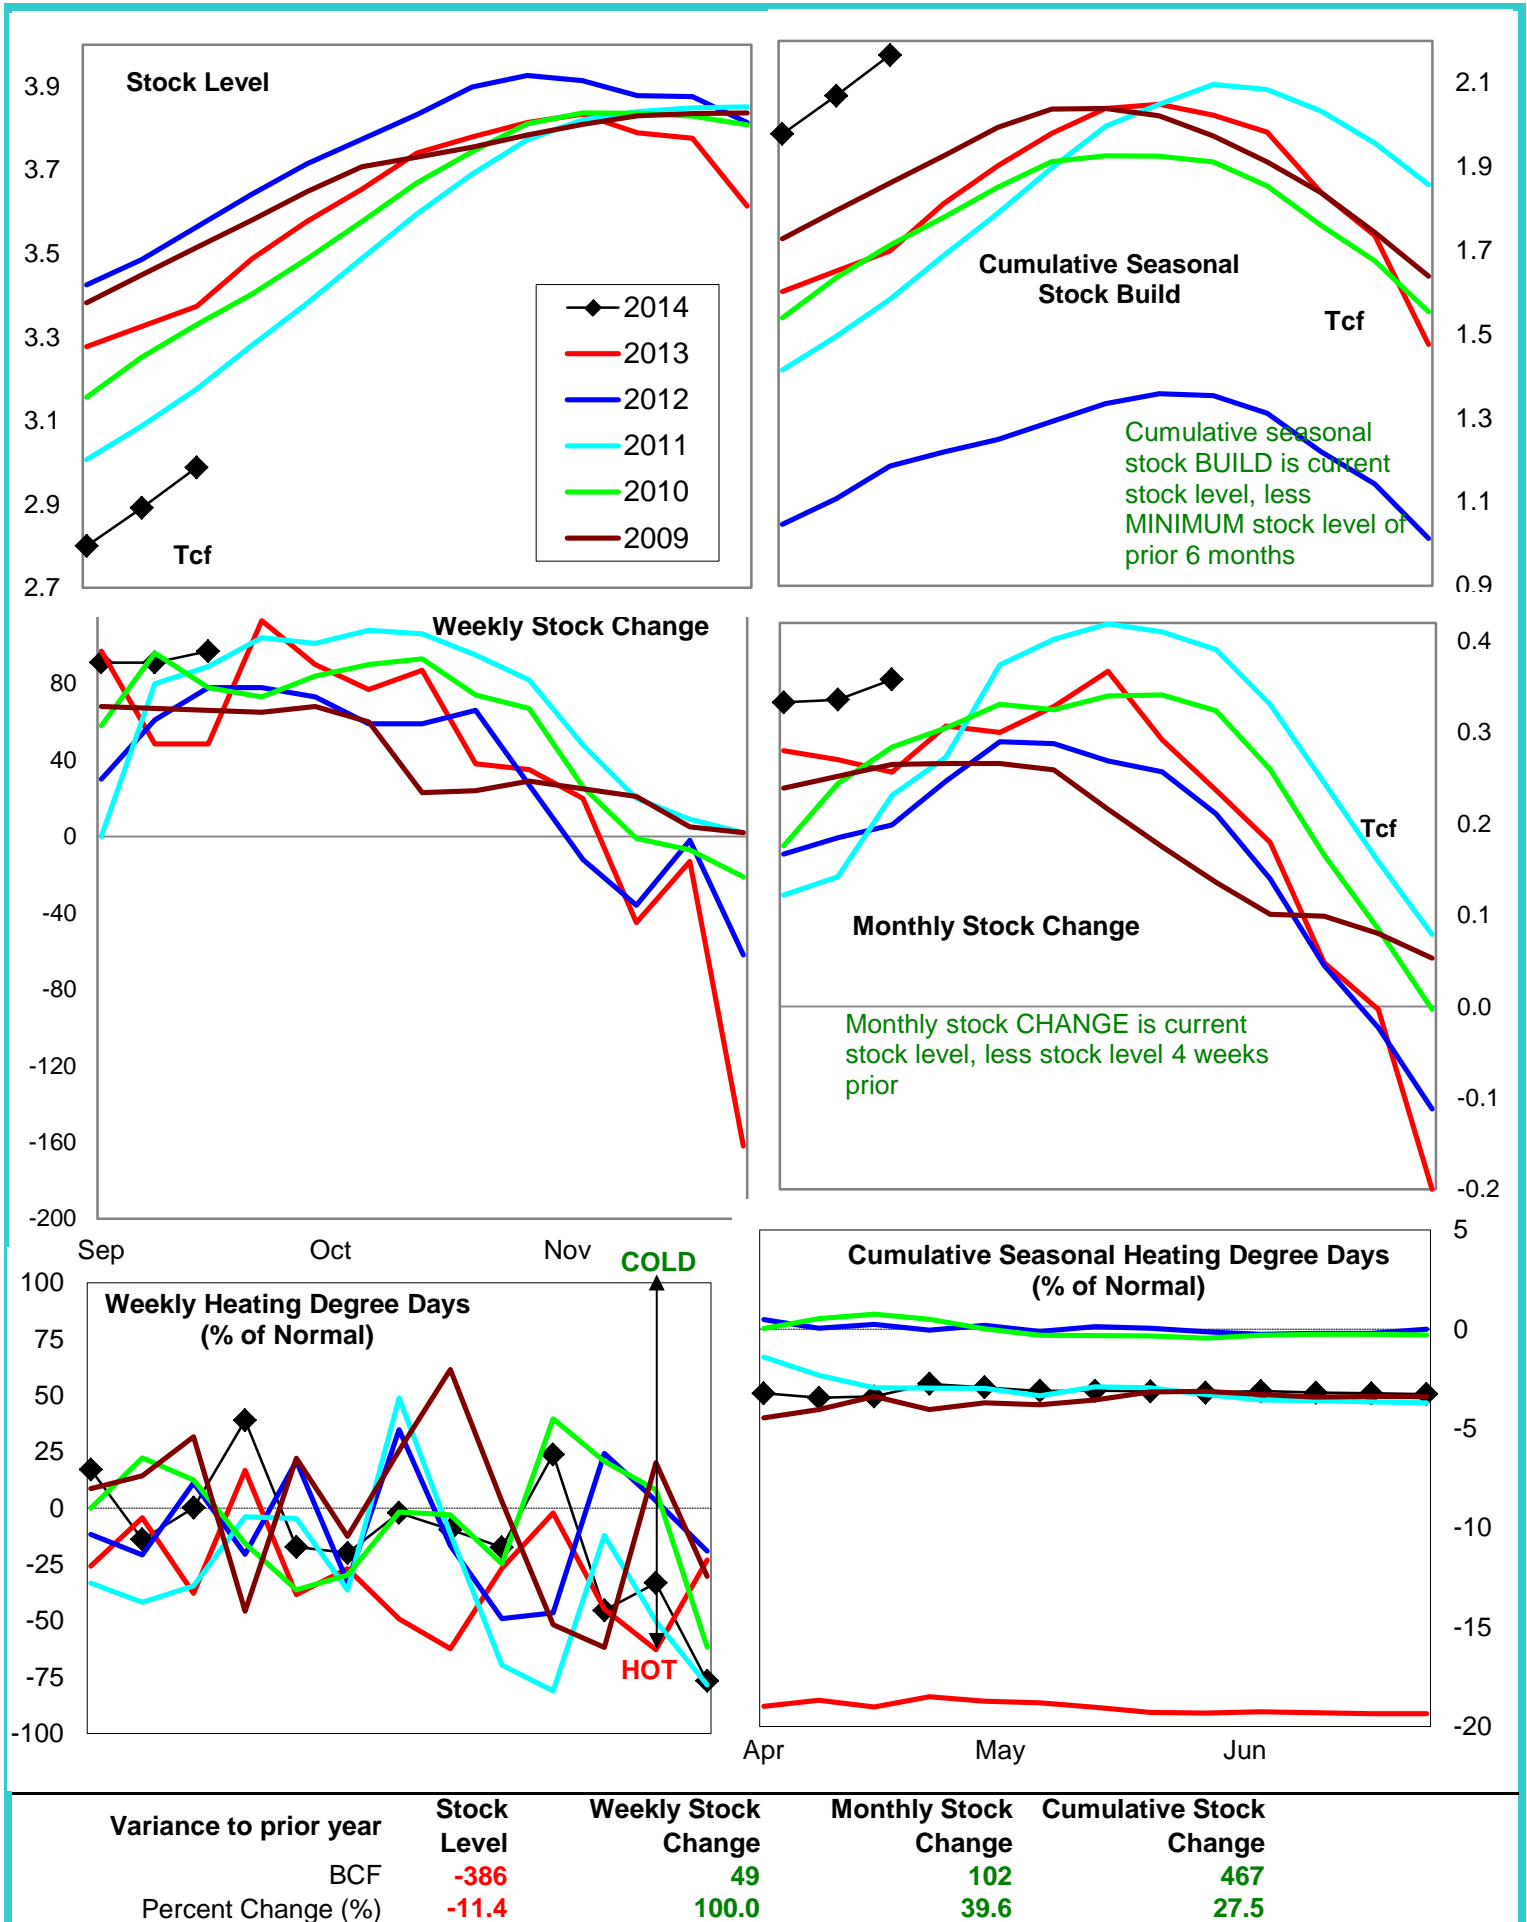 Stock Level
3.9
3.7
3.5
3.3
3.1
2.9
2.7
Tcf
2014
2013
2012
2011
2010
2009
2.1
1.9
1.7
1.5
1.3
1.1
0.9
Cumulative Seasonal
Stock Build
Tcf
Cumulative seasonal
stock BUILD is current
stock level, less
MINIMUM stock level of
prior 6 months
Weekly Stock Change
80
40
0
-40
-80
-120
-160
-200
Sep Oct Nov
0.4
0.3
0.2
0.1
0.0
-0.1
-0.2
Tcf
Monthly Stock Change
Monthly stock CHANGE is current
stock level, less stock level 4 weeks
prior
COLD
Weekly Heating Degree Days
(% of Normal)
100
75
50
25
0
-25
-50
-75
-100
HOT
Cumulative Seasonal Heating Degree Days
(% of Normal)
5
0
-5
-10
-15
-20
Apr May Jun
Variance to prior year Stock Level Weekly Stock Change Monthly Stock Change Cumulative Stock Change
BCF -386 49 102 467
Percent Change (%) -11.4 100.0 39.6 27.5